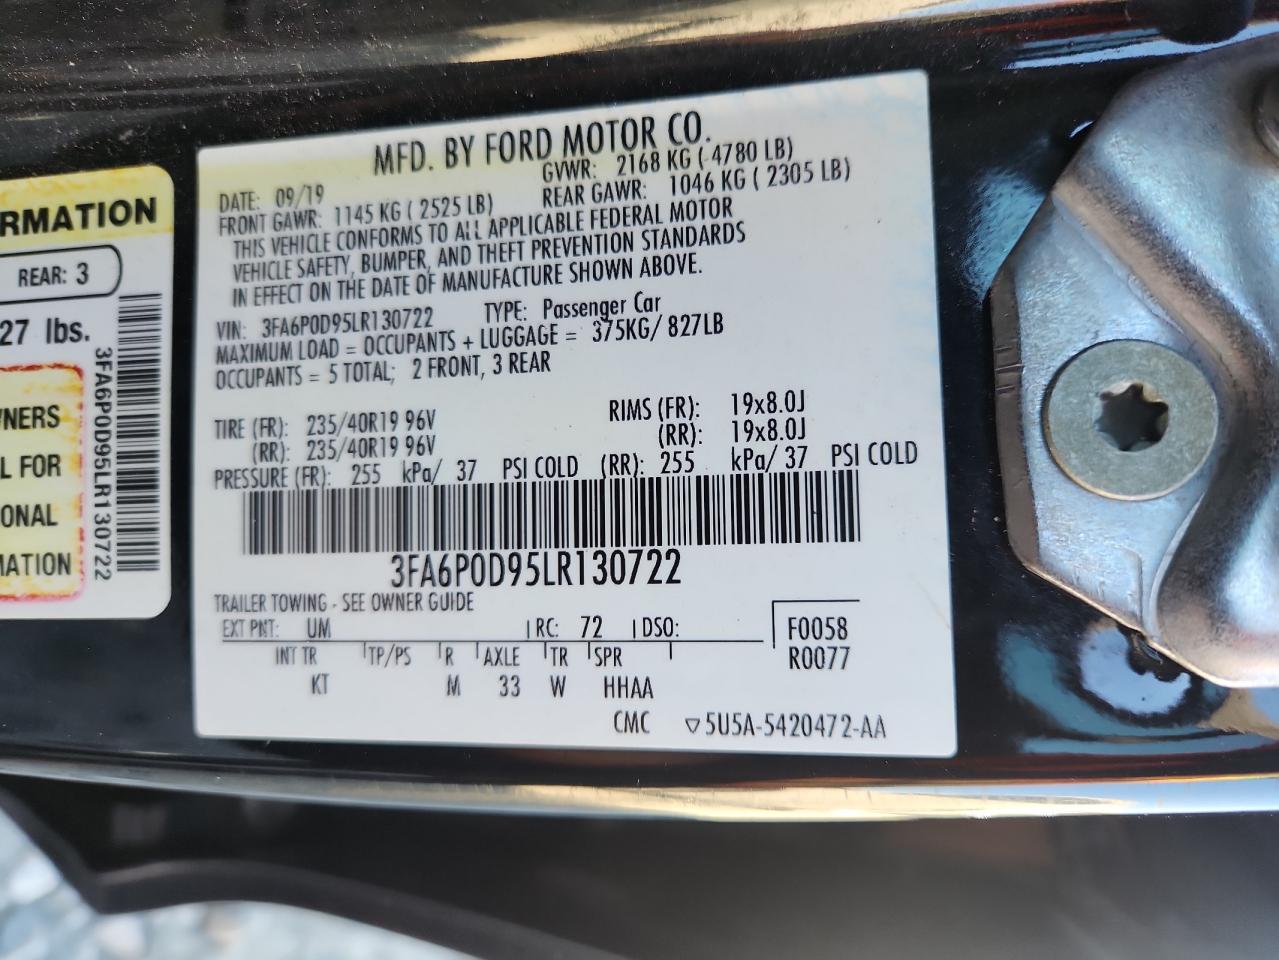 RMATION
REAR: 3
27 lbs.
3FA6P0D95LR130722
WNERS
L FOR
ONAL
MATION
MFD. BY FORD MOTOR CO.
DATE: 09/19 GVWR: 2168 KG ( 4780 LB)
FRONT GAWR: 1145 KG ( 2525 LB) REAR GAWR: 1046 KG ( 2305 LB)
THIS VEHICLE CONFORMS TO ALL APPLICABLE FEDERAL MOTOR
VEHICLE SAFETY, BUMPER, AND THEFT PREVENTION STANDARDS
IN EFFECT ON THE DATE OF MANUFACTURE SHOWN ABOVE.
VIN: 3FA6P0D95LR130722 TYPE: Passenger Car
MAXIMUM LOAD = OCCUPANTS + LUGGAGE = 375KG/ 827LB
OCCUPANTS = 5 TOTAL; 2 FRONT, 3 REAR
TIRE (FR): 235/40R19 96V RIMS (FR): 19x8.0J
(RR): 235/40R19 96V (RR): 19x8.0J
PRESSURE (FR): 255 kPa/ 37 PSI COLD (RR): 255 kPa/ 37 PSI COLD
3FA6P0D95LR130722
TRAILER TOWING - SEE OWNER GUIDE
EXT PNT: UM RC: 72 DSO: F0058
INT TR TP/PS R AXLE TR SPR R0077
KT M 33 W HHAA
CMC ▽5U5A-5420472-AA